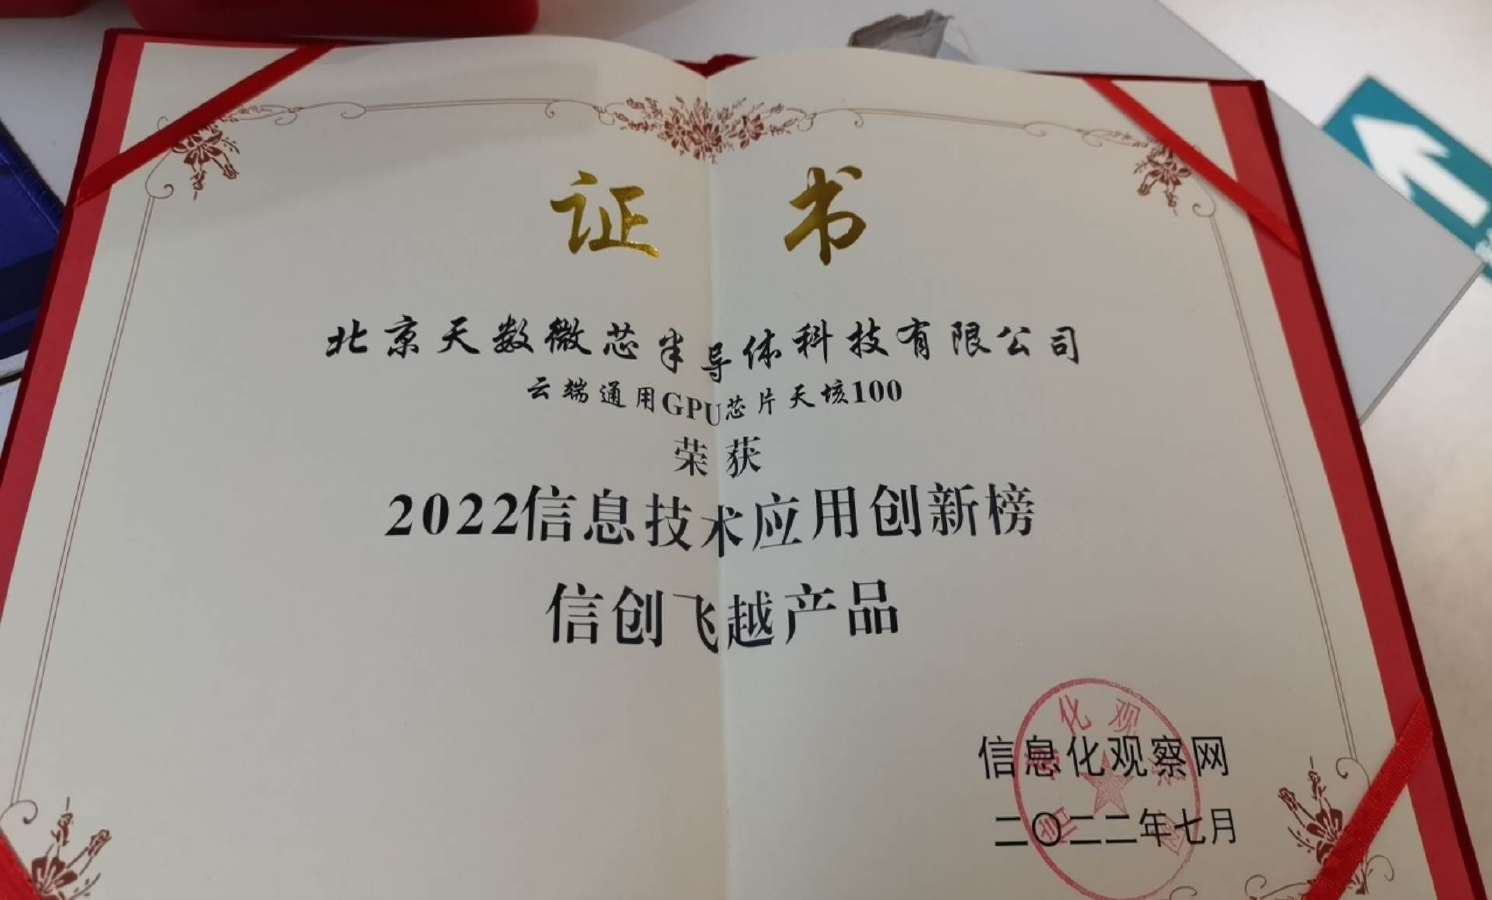 证 书
北京天数微芯半导体科技有限公司
云端通用GPU芯片天垓100
荣获
2022信息技术应用创新榜
信创飞越产品
信息化观察网
二〇二二年七月